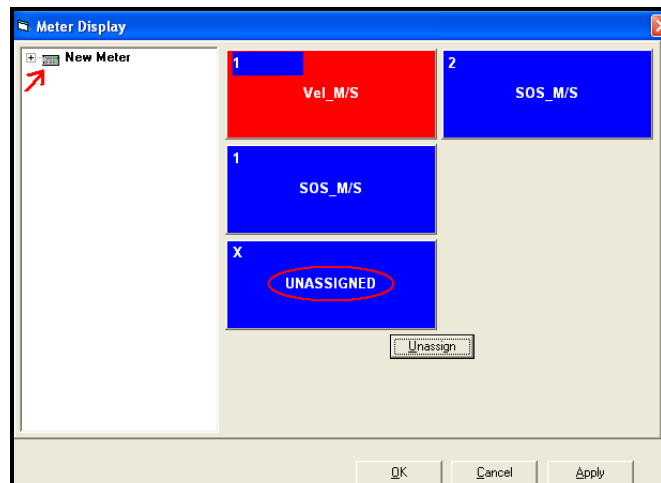 Meter Display
New Meter
1
Vel_M/S
2
SOS_M/S
1
SOS_M/S
X
UNASSIGNED
Unassign
OK
Cancel
Apply